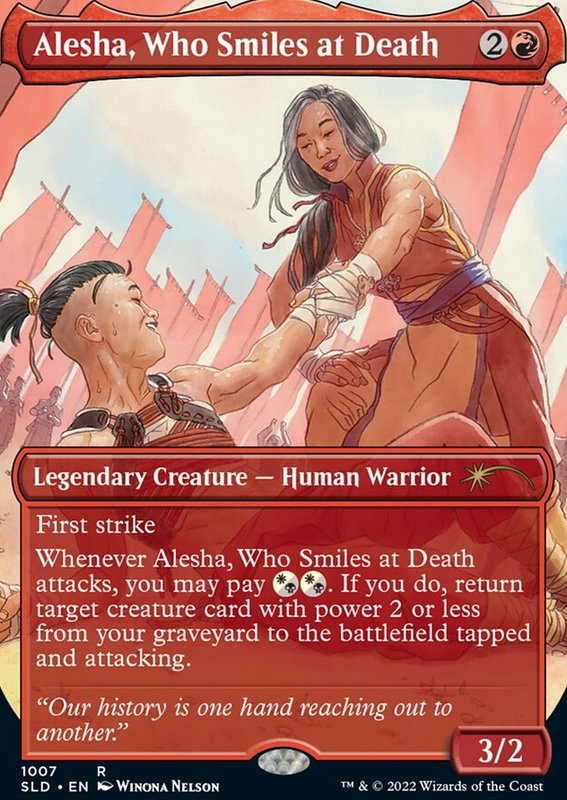 Alesha, Who Smiles at Death 2
Legendary Creature — Human Warrior
First strike
Whenever Alesha, Who Smiles at Death
attacks, you may pay . If you do, return
target creature card with power 2 or less
from your graveyard to the battlefield tapped
and attacking.
“Our history is one hand reaching out to
another.”
3/2
1007 R
SLD • EN Winona Nelson
™ & © 2022 Wizards of the Coast